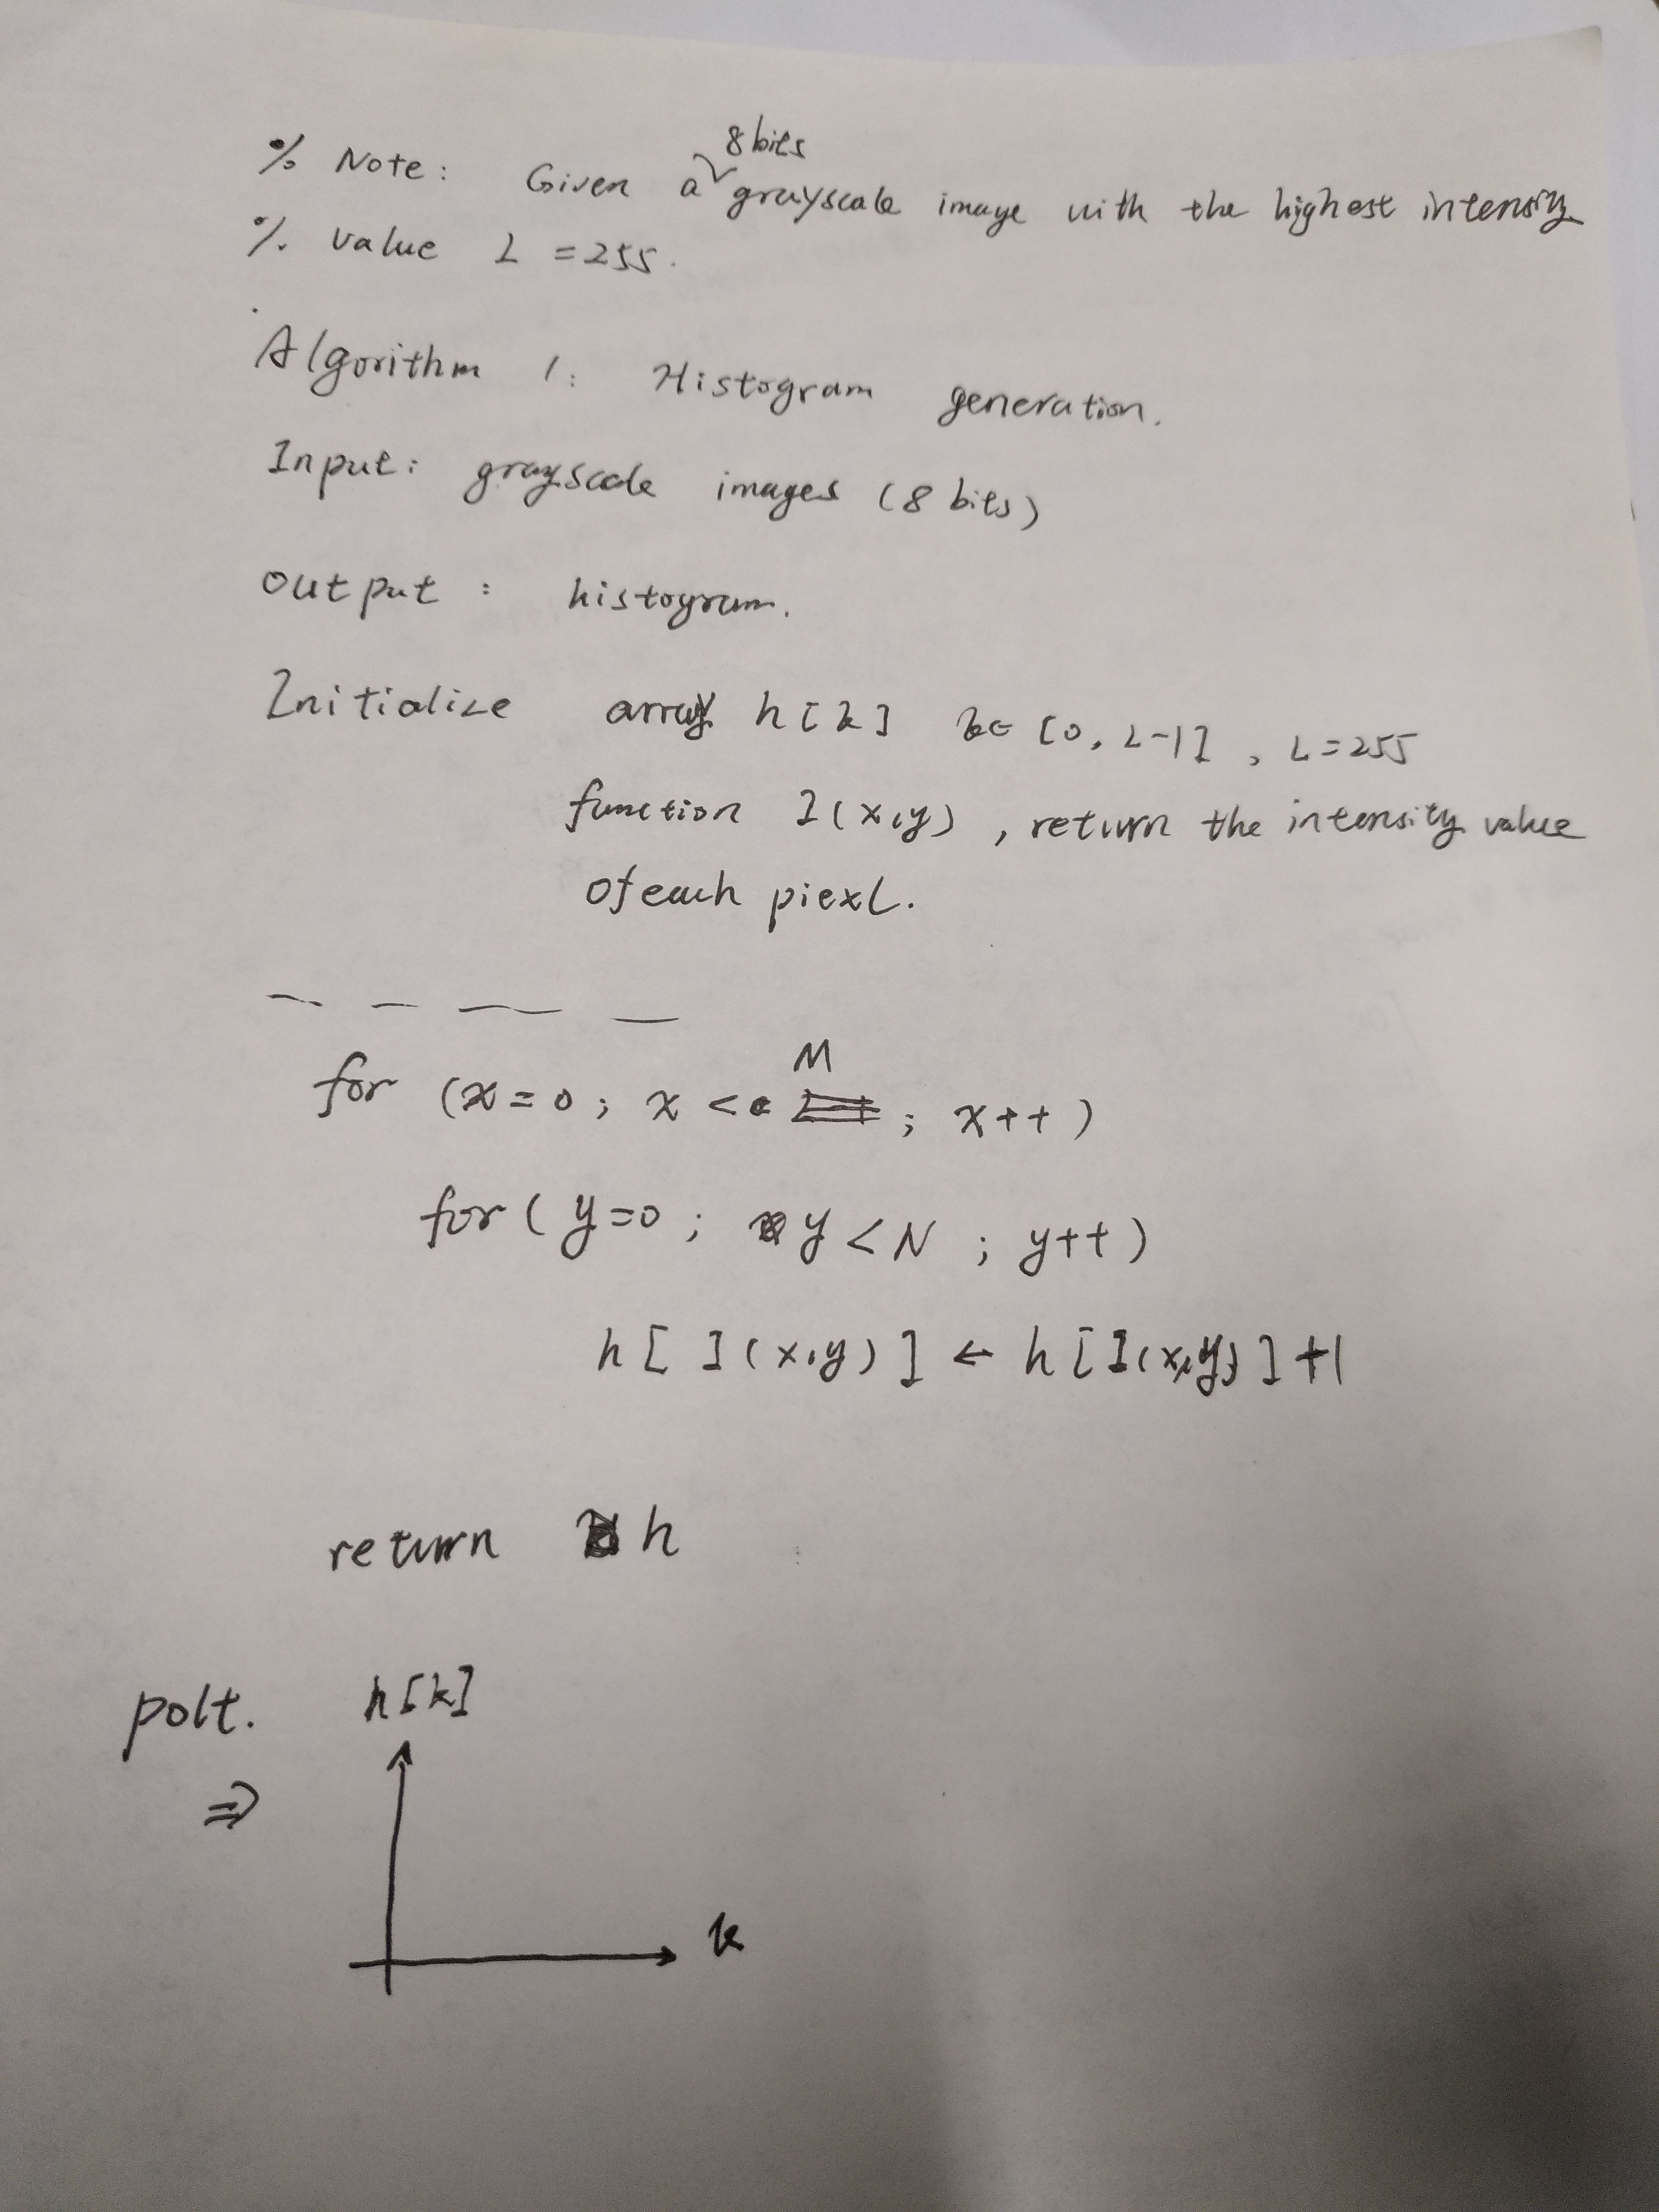 % Note: Given a 8 bits grayscale image with the highest intensity
% value L = 255.
Algorithm 1: Histogram generation.
Input: grayscale images (8 bits)
output: histogram.
Initialize array h[k] k∈[0, L-1], L=255
function I(x,y), return the intensity value
of each piexl.
for (x=0; x < M; x++)
for (y=0; y<N; y++)
h[I(x,y)] ← h[I(x,y)]+1
return h
polt. h[k]
⇒
k